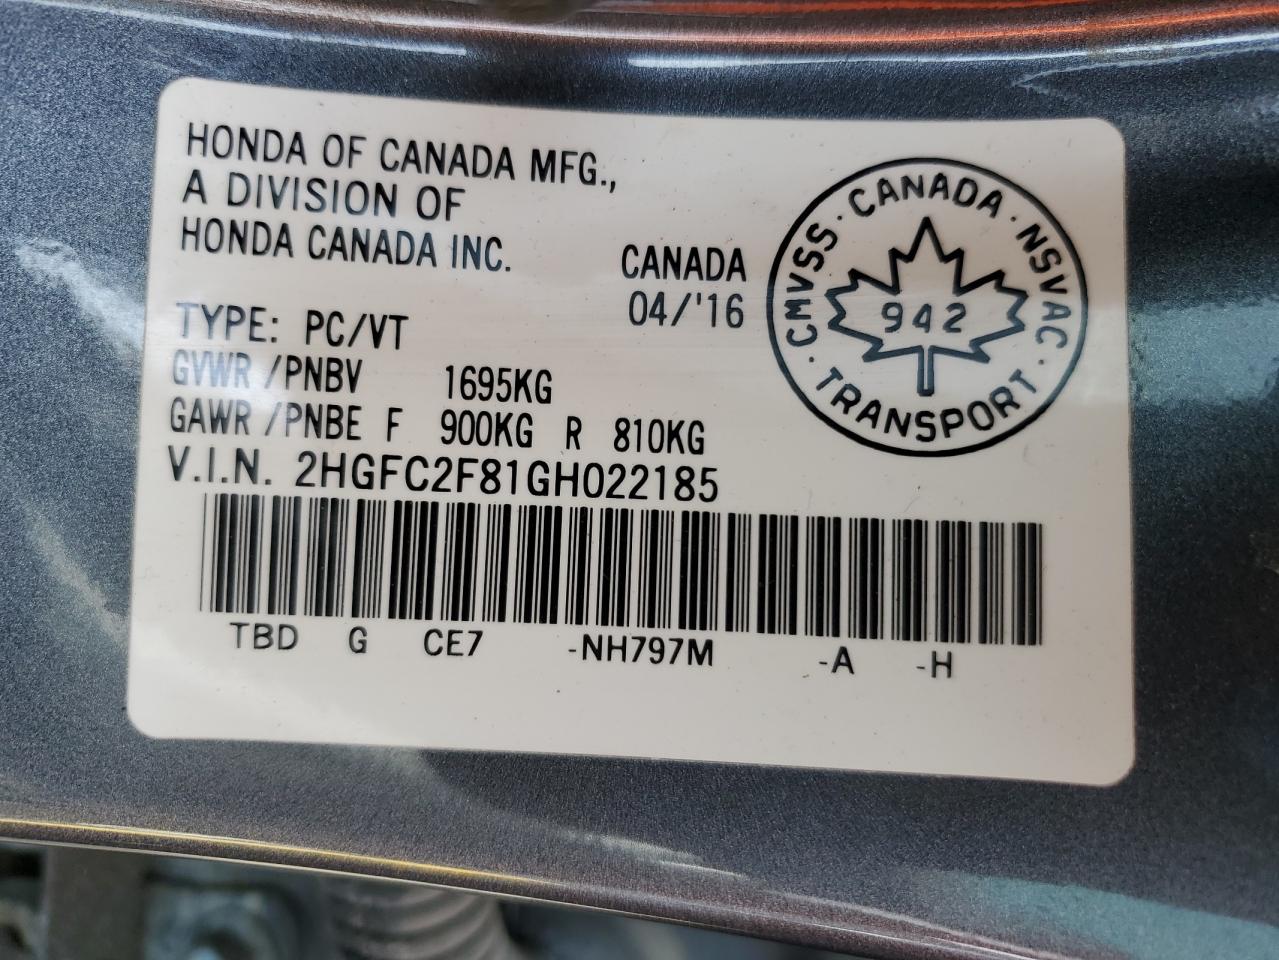 HONDA OF CANADA MFG.,
A DIVISION OF
HONDA CANADA INC.
CANADA
04/'16
TYPE: PC/VT
GVWR /PNBV 1695KG
GAWR /PNBE F 900KG R 810KG
V.I.N. 2HGFC2F81GH022185
TBD G CE7 -NH797M -A -H
CMVSS · CANADA · NSVAC · TRANSPORT ·
942